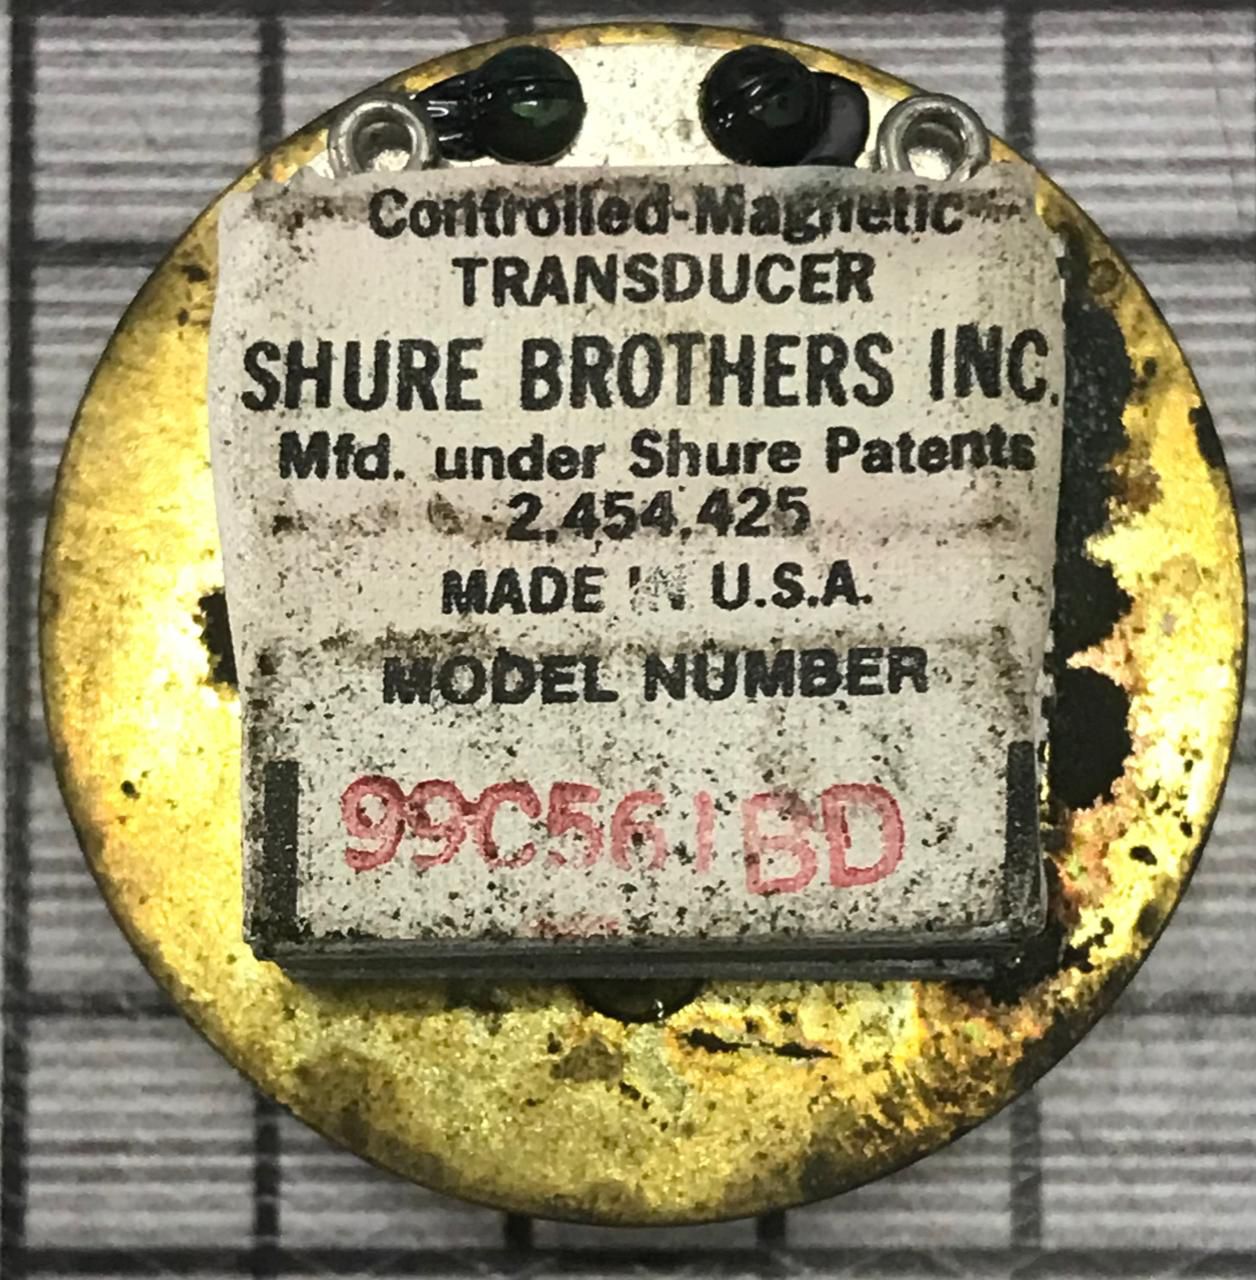 Controlled-Magnetic
TRANSDUCER
SHURE BROTHERS INC.
Mfd. under Shure Patents
2,454,425
MADE IN U.S.A.
MODEL NUMBER
99C561BD